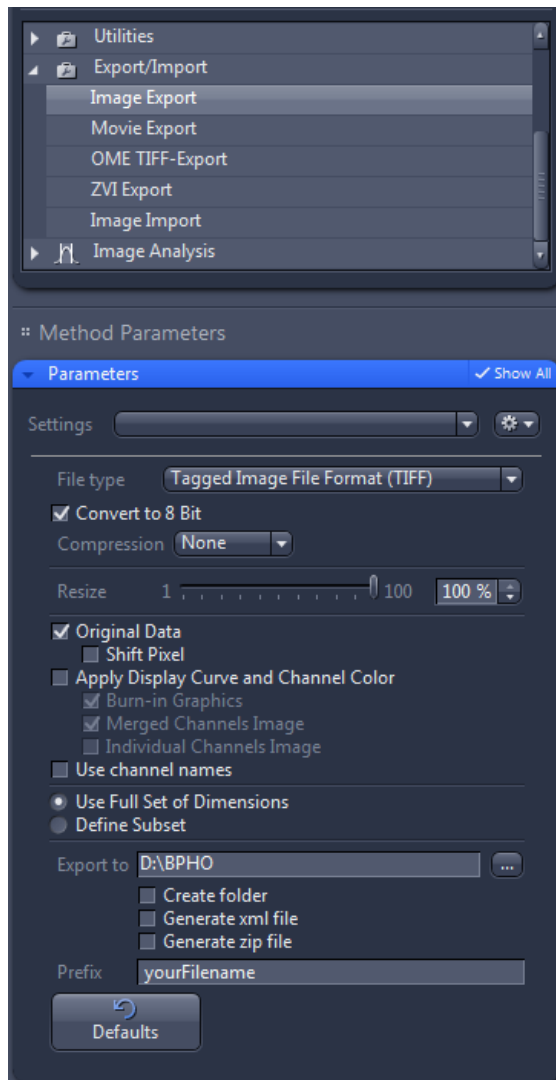 Utilities
Export/Import
Image Export
Movie Export
OME TIFF-Export
ZVI Export
Image Import
Image Analysis
Method Parameters
Parameters Show All
Settings
File type Tagged Image File Format (TIFF)
Convert to 8 Bit
Compression None
Resize 1 100 100 %
Original Data
Shift Pixel
Apply Display Curve and Channel Color
Burn-in Graphics
Merged Channels Image
Individual Channels Image
Use channel names
Use Full Set of Dimensions
Define Subset
Export to D:\BPHO ...
Create folder
Generate xml file
Generate zip file
Prefix yourFilename
Defaults